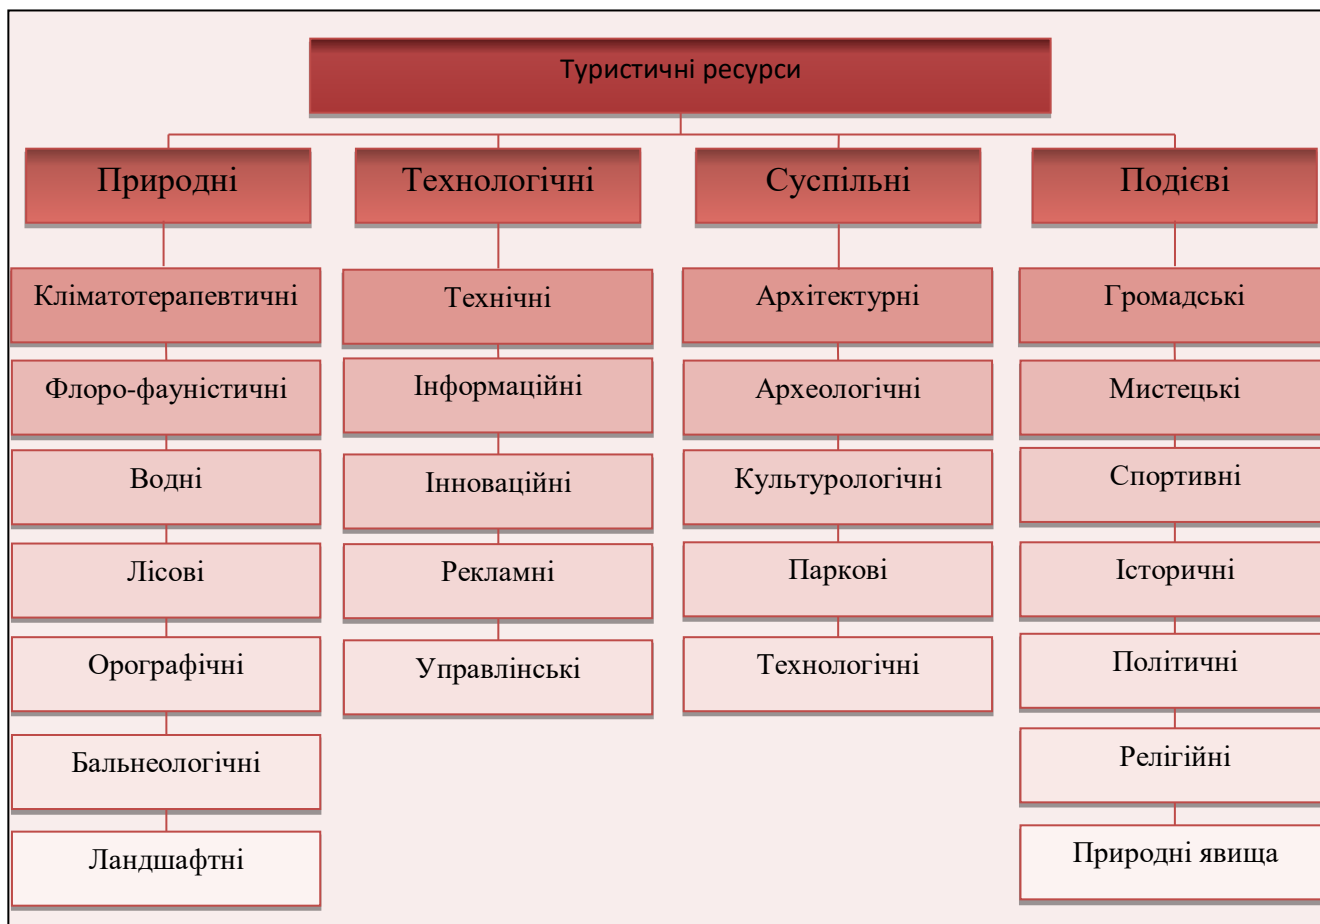 Туристичні ресурси
Природні
Технологічні
Суспільні
Подієві
Кліматотерапевтичні
Технічні
Архітектурні
Громадські
Флоро-фауністичні
Інформаційні
Археологічні
Мистецькі
Водні
Інноваційні
Культурологічні
Спортивні
Лісові
Рекламні
Паркові
Історичні
Орографічні
Управлінські
Технологічні
Політичні
Бальнеологічні
Релігійні
Ландшафтні
Природні явища